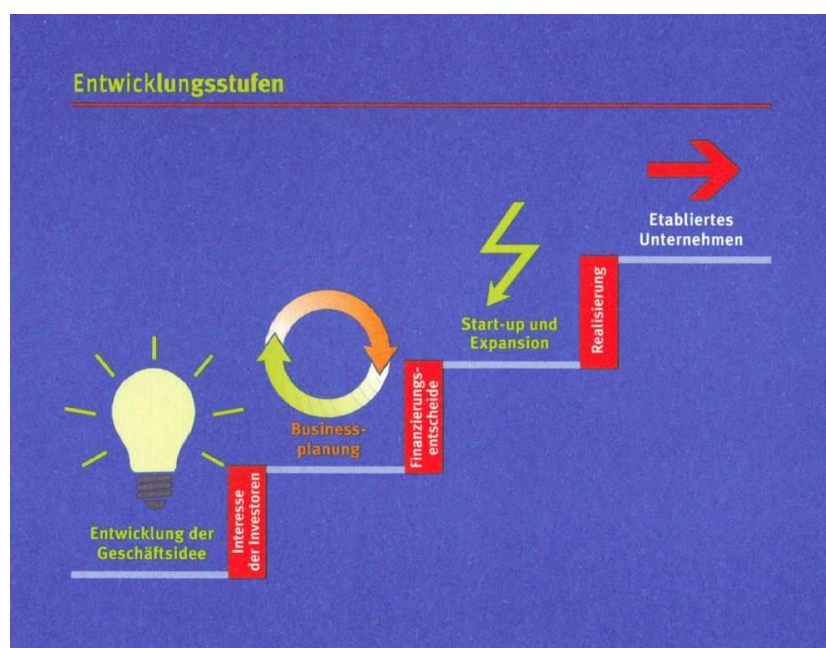 Entwicklungsstufen
Entwicklung der
Geschäftsidee
Interesse
der Investoren
Business-
planung
Finanzierungs-
entscheide
Start-up und
Expansion
Realisierung
Etabliertes
Unternehmen